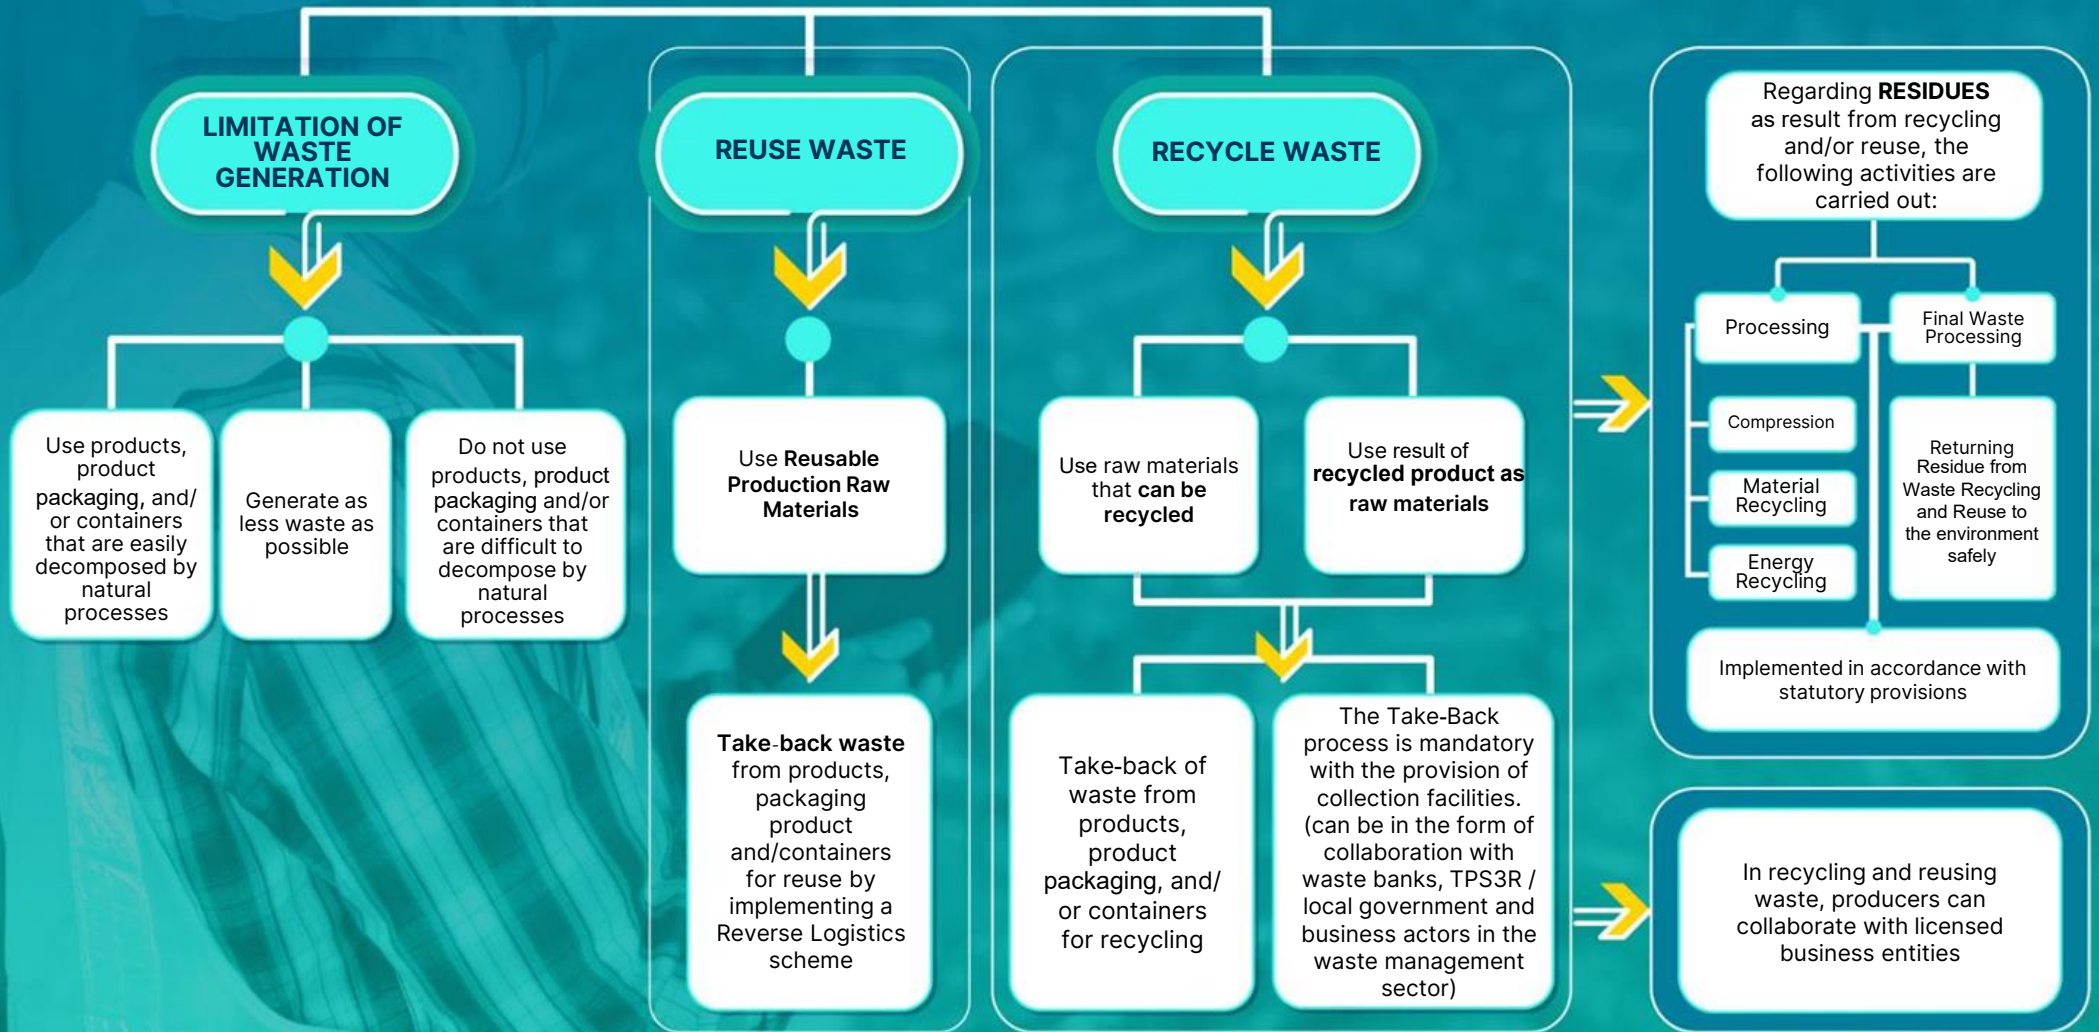 LIMITATION OF
WASTE
GENERATION
Use products,
product
packaging, and/
or containers
that are easily
decomposed by
natural
processes
Generate as
less waste as
possible
Do not use
products, product
packaging and/or
containers that
are difficult to
decompose by
natural
processes
REUSE WASTE
Use Reusable
Production Raw
Materials
Take-back waste
from products,
packaging
product
and/containers
for reuse by
implementing a
Reverse Logistics
scheme
RECYCLE WASTE
Use raw materials
that can be
recycled
Use result of
recycled product as
raw materials
Take-back of
waste from
products,
product
packaging, and/
or containers
for recycling
The Take-Back
process is mandatory
with the provision of
collection facilities.
(can be in the form of
collaboration with
waste banks, TPS3R /
local government and
business actors in the
waste management
sector)
Regarding RESIDUES
as result from recycling
and/or reuse, the
following activities are
carried out:
Processing
Compression
Material
Recycling
Energy
Recycling
Final Waste
Processing
Returning
Residue from
Waste Recycling
and Reuse to
the environment
safely
Implemented in accordance with
statutory provisions
In recycling and reusing
waste, producers can
collaborate with licensed
business entities